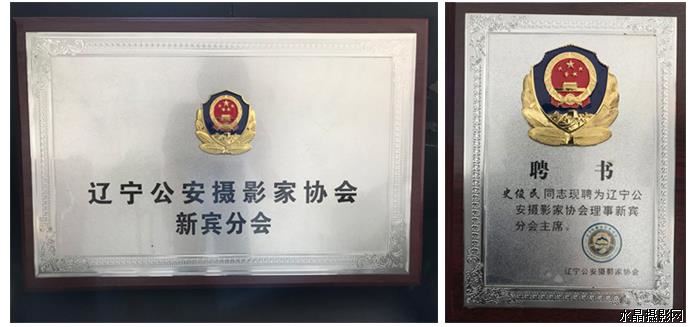 辽宁公安摄影家协会
新宾分会
聘 书
史俊民同志现聘为辽宁公
安摄影家协会理事新宾
分会主席。
辽宁公安摄影家协会
水晶摄影网